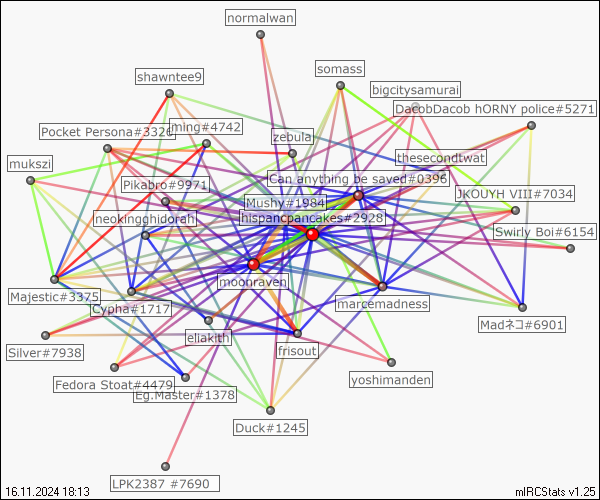 normalwan
shawntee9
somass
bigcitysamurai
DacobDacob hORNY police#5271
ming#4742
Pocket Persona#3326
zebula
thesecondtwat
mukszi
Can anything be saved#0396
Pikabro#9971
JKOUYH VIII#7034
Mushy#1984
neokingghidorah
hispancpancakes#2928
Swirly Boi#6154
moonraven
Majestic#3375
marcemadness
Cypha#1717
Madネコ#6901
eliakith
Silver#7938
frisout
yoshimanden
Fedora Stoat#4479
Eg.Master#1378
Duck#1245
LPK2387 #7690
16.11.2024 18:13
mIRCStats v1.25